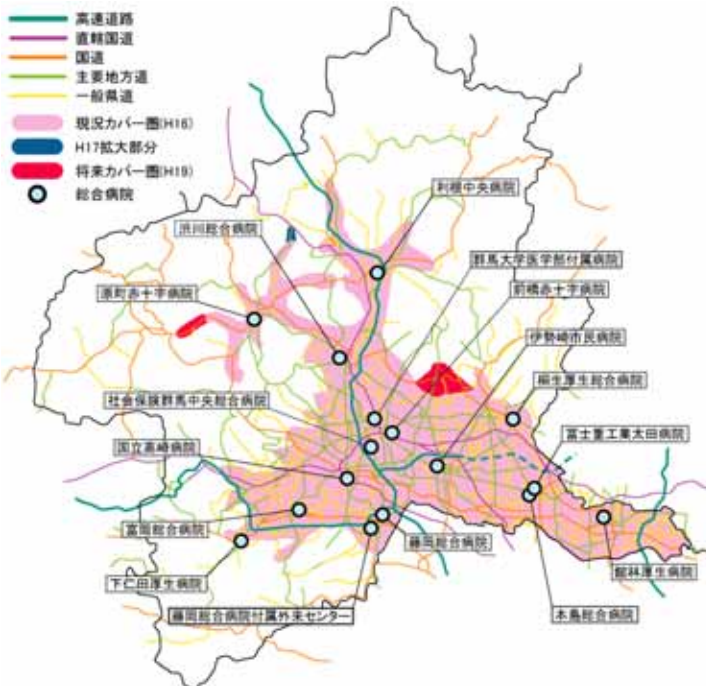 高速道路
直轄国道
国道
主要地方道
一般県道
現況カバー圏(H16)
H17拡大部分
将来カバー圏(H19)
総合病院
利根中央病院
渋川総合病院
群馬大学医学部付属病院
前橋赤十字病院
原町赤十字病院
伊勢崎市民病院
桐生厚生総合病院
社会保険群馬中央総合病院
富士重工業太田病院
国立高崎病院
富岡総合病院
藤岡総合病院
館林厚生病院
下仁田厚生病院
藤岡総合病院付属外来センター
本島総合病院